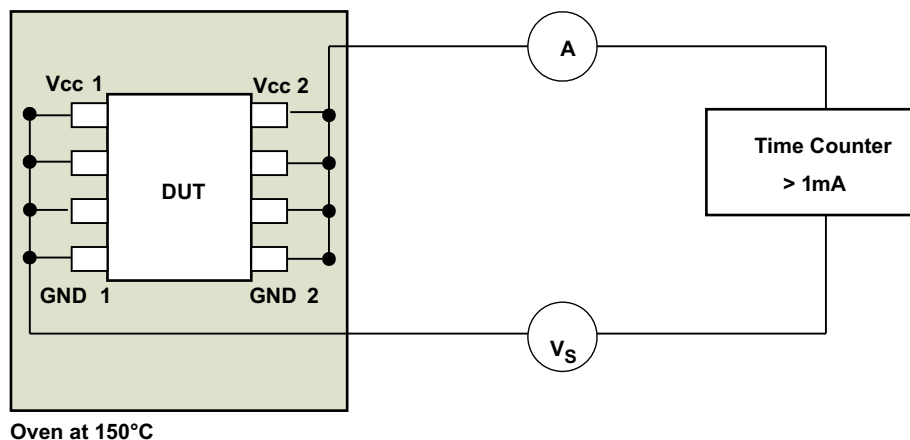 A
Vcc 1
Vcc 2
Time Counter
> 1mA
DUT
GND 1
GND 2
VS
Oven at 150°C